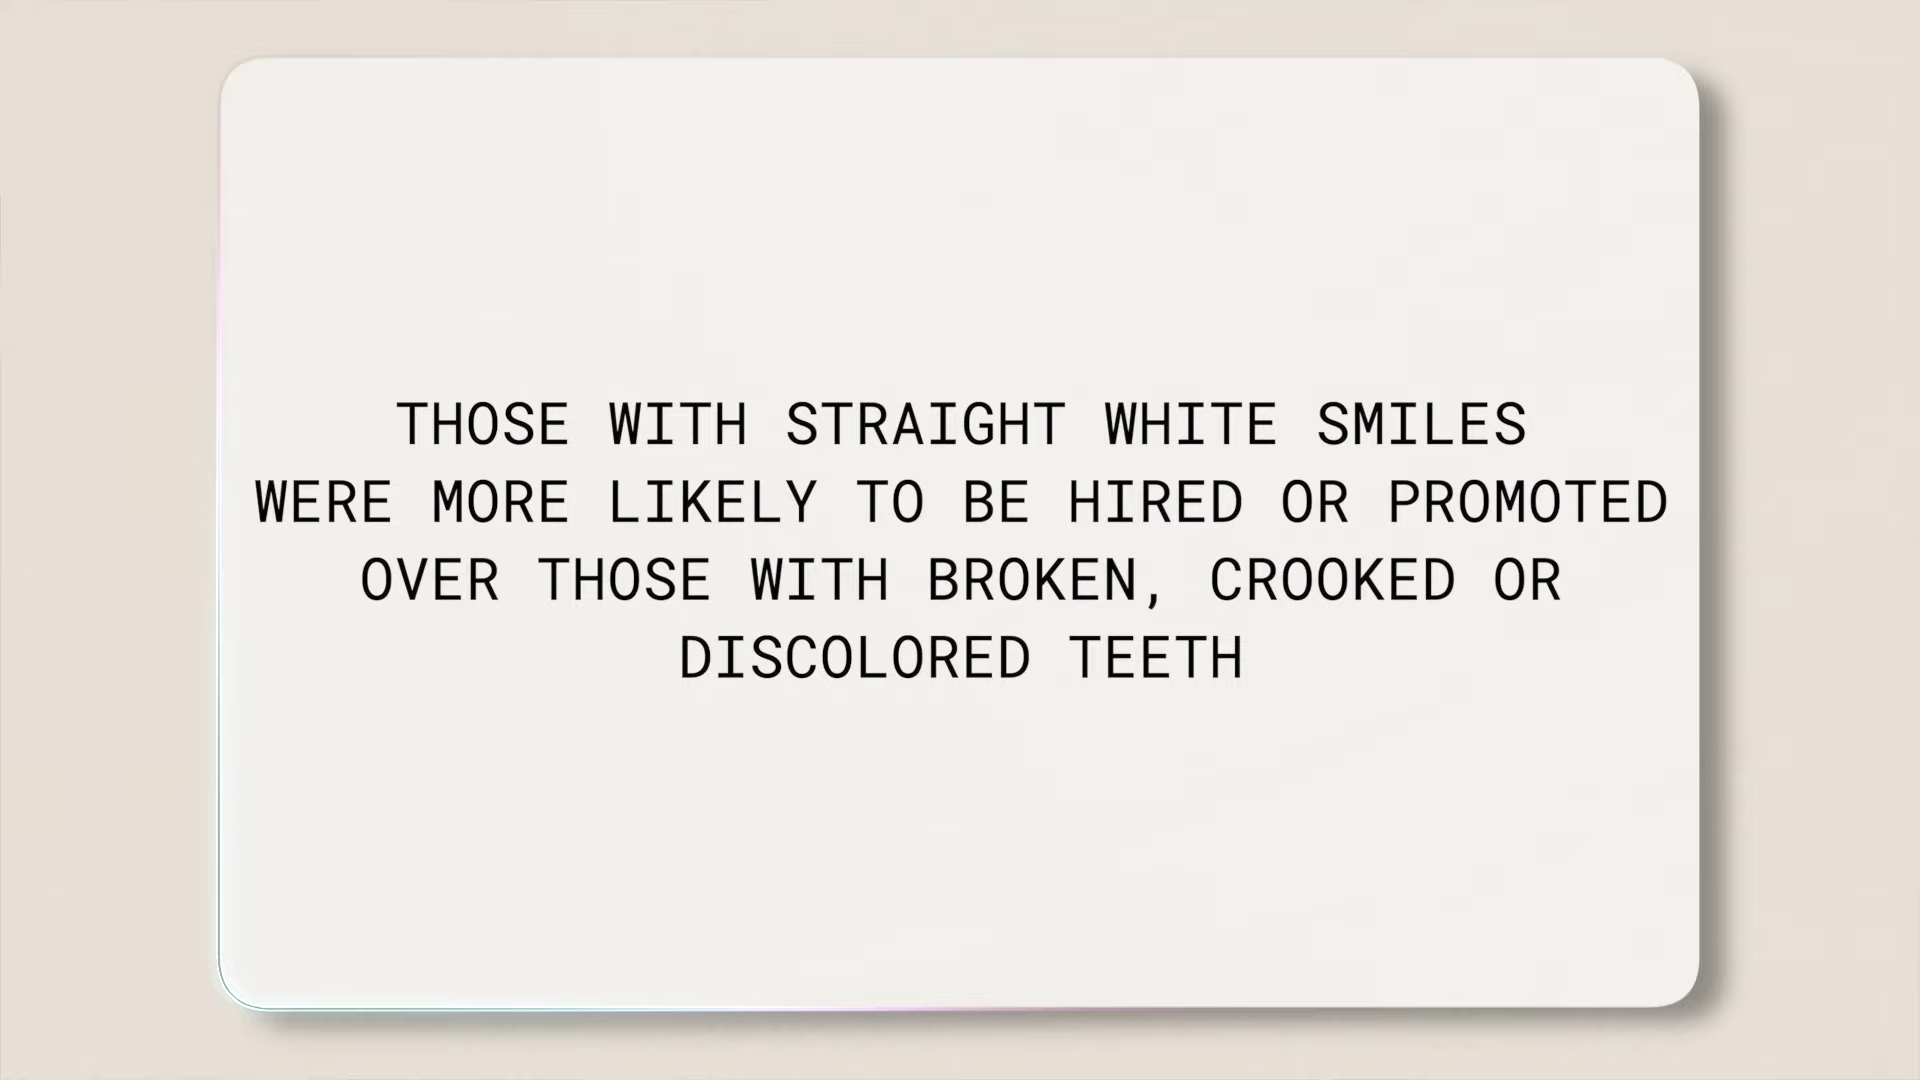 THOSE WITH STRAIGHT WHITE SMILES
WERE MORE LIKELY TO BE HIRED OR PROMOTED
OVER THOSE WITH BROKEN, CROOKED OR
DISCOLORED TEETH